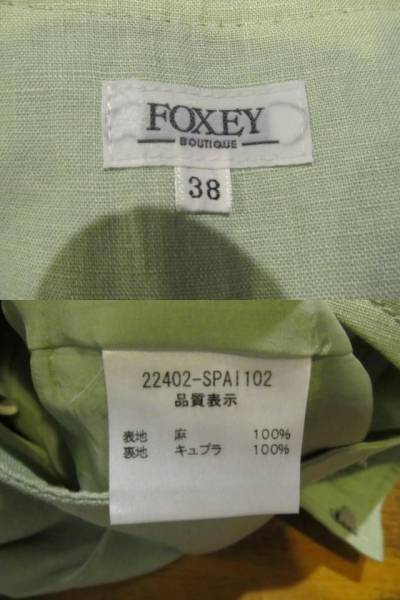 FOXEY
BOUTIQUE
38
22402-SPAI102
品質表示
表地 麻 100%
裏地 キュプラ 100%